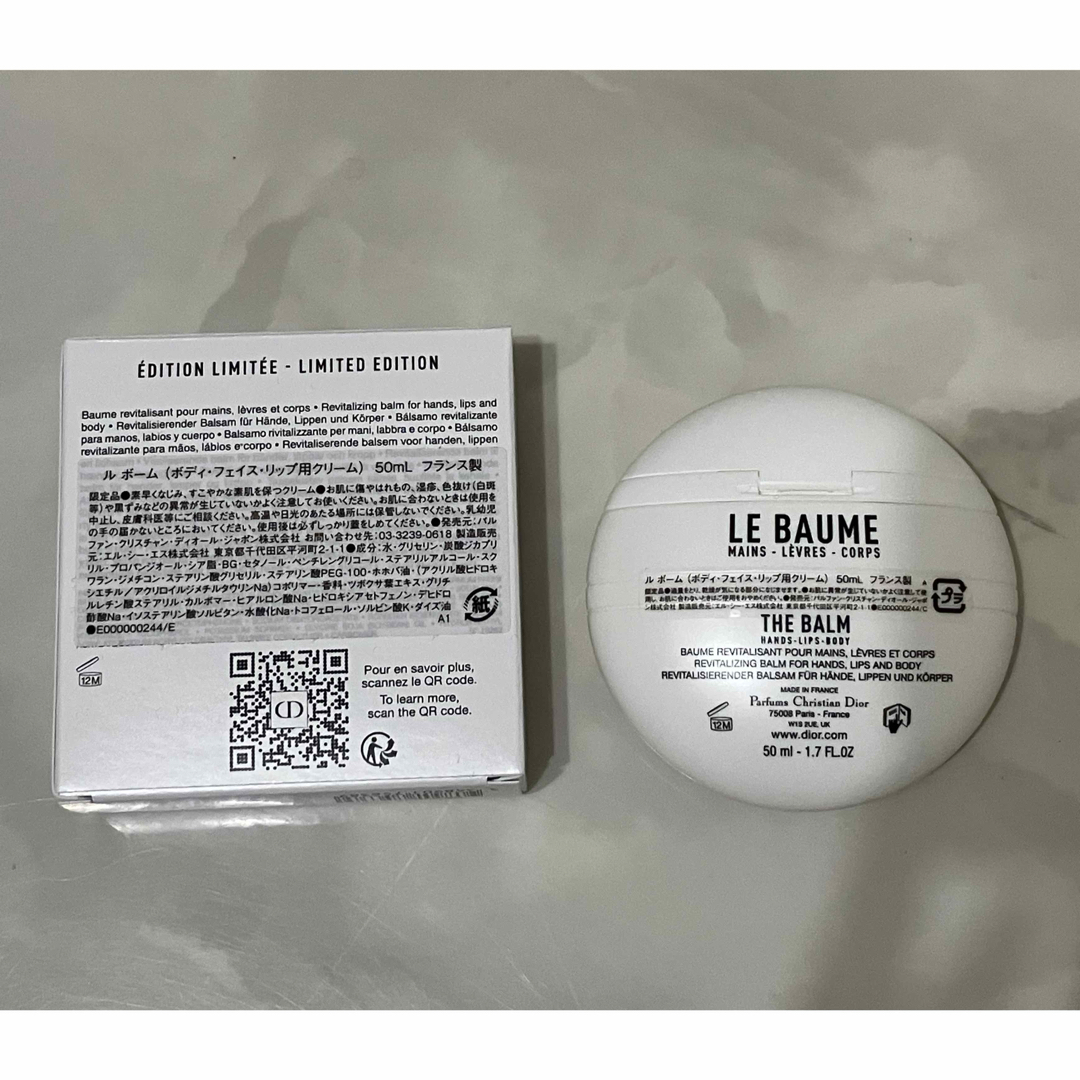 ÉDITION LIMITÉE - LIMITED EDITION
Baume revitalisant pour mains, lèvres et corps • Revitalizing balm for hands, lips and
body • Revitalisierender Balsam für Hände, Lippen und Körper • Bálsamo revitalizante
para manos, labios y cuerpo • Balsamo rivitalizzante per mani, labbra e corpo • Bálsamo
revitalizante para mãos, lábios e corpo • Revitaliserende balsem voor handen, lippen
ル ボーム（ボディ・フェイス・リップ用クリーム） 50mL フランス製
限定品●素早くなじみ、すこやかな素肌を保つクリーム●お肌に傷やはれもの、湿疹、色抜け(白斑
等)や黒ずみなどの異常が生じていないかよく注意してお使いください。お肌に合わないときは使用を
中止し、皮膚科医等にご相談ください。高温や日光のあたる場所には保管しないでください。乳幼児
の手の届かないところにおいてください。使用後は必ずしっかり蓋をしめてください。●発売元:パル
ファン・クリスチャン・ディオール・ジャポン株式会社 お問い合わせ先:03-3239-0618 製造販売
元:エル・シー・エス株式会社 東京都千代田区平河町2-1-1●成分:水・グリセリン・炭酸ジカプリ
リル・プロパンジオール・シア脂・BG・セタノール・ペンチレングリコール・ステアリルアルコール・スク
ワラン・ジメチコン・ステアリン酸グリセリル・ステアリン酸PEG-100・ホホバ油・(アクリル酸ヒドロキ
シエチル/アクリロイルジメチルタウリンNa)コポリマー・香料・ツボクサ葉エキス・グリチ
ルレチン酸ステアリル・カルボマー・ヒアルロン酸Na・ヒドロキシアセトフェノン・デヒドロ
酢酸Na・イソステアリン酸ソルビタン・水酸化Na・トコフェロール・ソルビン酸K・ダイズ油
●E000000244/E
A1
紙
12M
CD
Pour en savoir plus,
scannez le QR code.
To learn more,
scan the QR code.
LE BAUME
MAINS - LÈVRES - CORPS
ル ボーム（ボディ・フェイス・リップ用クリーム） 50mL フランス製 A
プラ
THE BALM
HANDS-LIPS-BODY
BAUME REVITALISANT POUR MAINS, LÈVRES ET CORPS
REVITALIZING BALM FOR HANDS, LIPS AND BODY
REVITALISIERENDER BALSAM FÜR HÄNDE, LIPPEN UND KÖRPER
MADE IN FRANCE
Parfums Christian Dior
75008 Paris - France
W1S 2UE, UK
www.dior.com
50 ml - 1.7 FL.OZ
12M